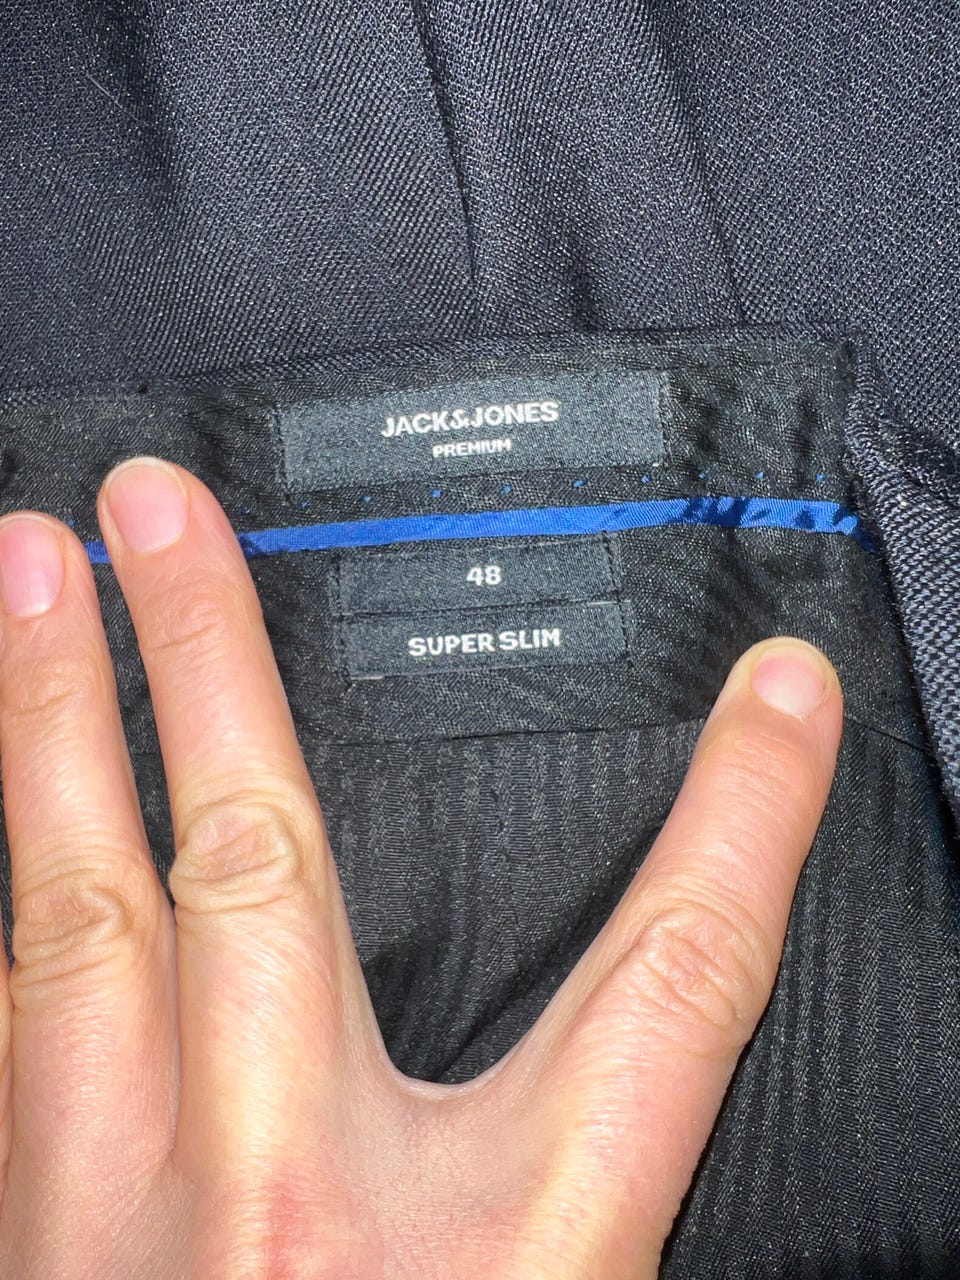 JACK&JONES
PREMIUM
48
SUPER SLIM